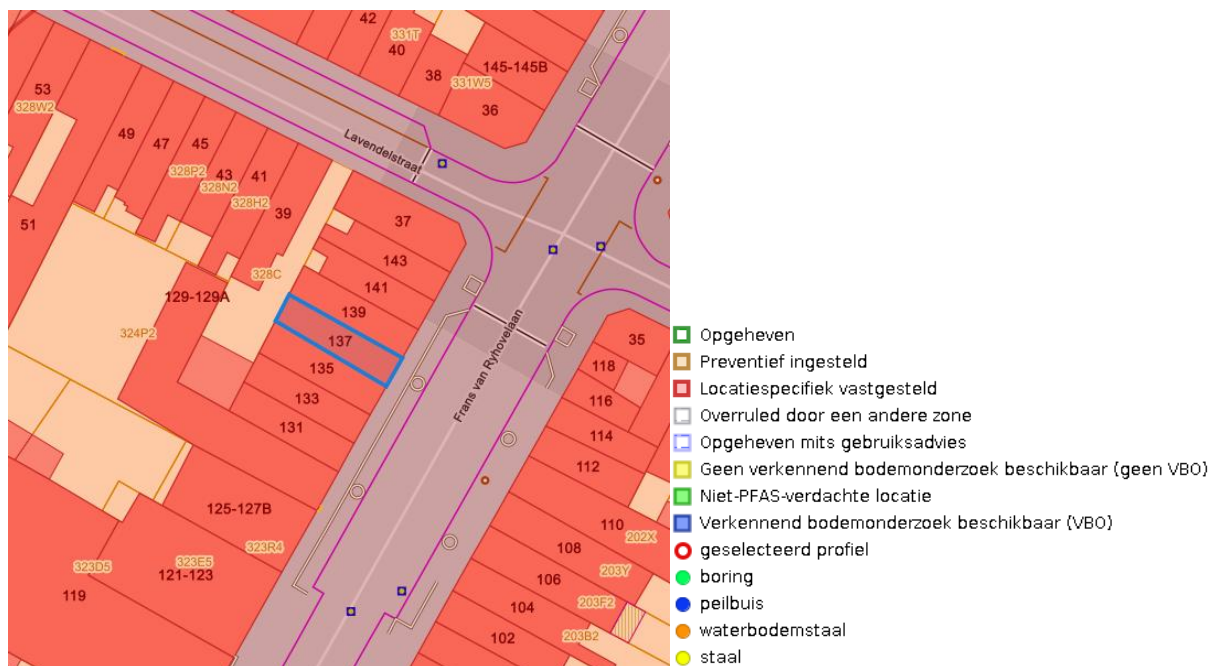 42
331T
40
38
145-145B
331W5
36
53
328W2
49
47
45
328P2
43
328N2
41
328H2
39
Lavendelstraat
37
51
143
328C
141
129-129A
139
324P2
137
135
133
131
Frans van Ryhovelaan
35
118
116
114
112
125-127B
110
202X
323R4
108
323E5
323D5
121-123
106
203Y
119
104
203F2
102
203B2
Opgeheven
Preventief ingesteld
Locatiespecifiek vastgesteld
Overruled door een andere zone
Opgeheven mits gebruiksadvies
Geen verkennend bodemonderzoek beschikbaar (geen VBO)
Niet-PFAS-verdachte locatie
Verkennend bodemonderzoek beschikbaar (VBO)
geselecteerd profiel
boring
peilbuis
waterbodemstaal
staal